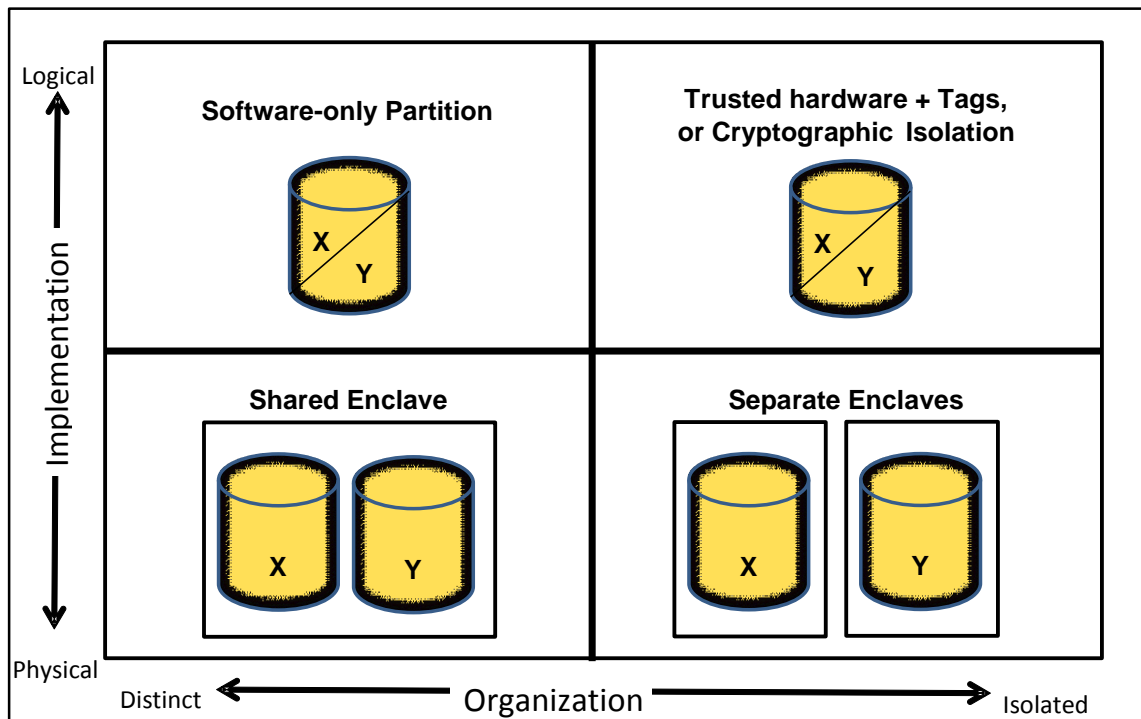 Logical
Software-only Partition
Trusted hardware + Tags,
or Cryptographic Isolation
X
Y
X
Y
Implementation
Shared Enclave
Separate Enclaves
X
Y
X
Y
Physical
Distinct
Organization
Isolated